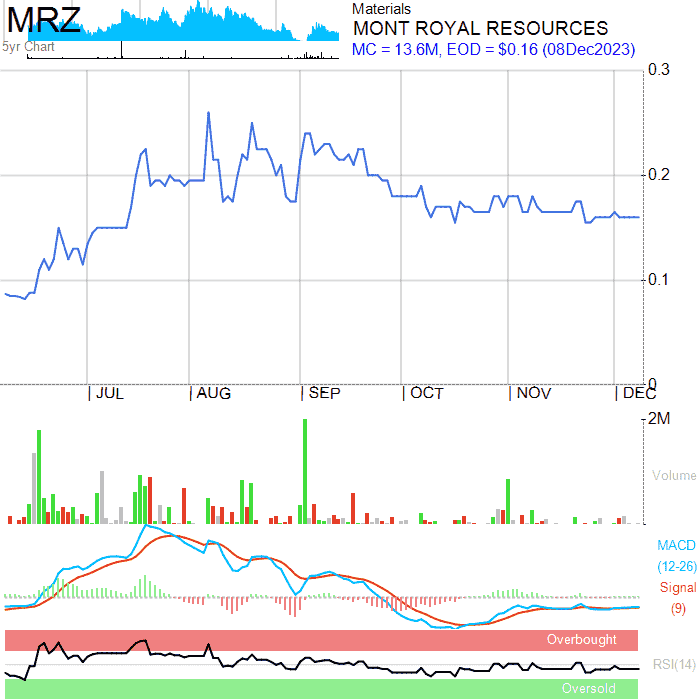 MRZ
5yr Chart
Materials
MONT ROYAL RESOURCES
MC = 13.6M, EOD = $0.16 (08Dec2023)
0.3
0.2
0.1
0
JUL AUG SEP OCT NOV DEC
2M
Volume
MACD
(12-26)
Signal
(9)
Overbought
RSI(14)
Oversold